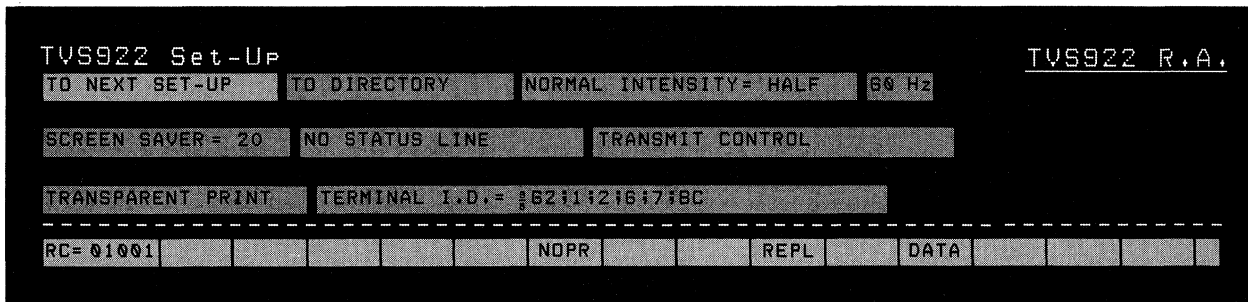 TVS922 Set-Up TVS922 R.A.
TO NEXT SET-UP TO DIRECTORY NORMAL INTENSITY= HALF 60 Hz
SCREEN SAVER = 20 NO STATUS LINE TRANSMIT CONTROL
TRANSPARENT PRINT TERMINAL I.D.= 62;1;2;6;7;8C
RC= 01001 NOPR REPL DATA